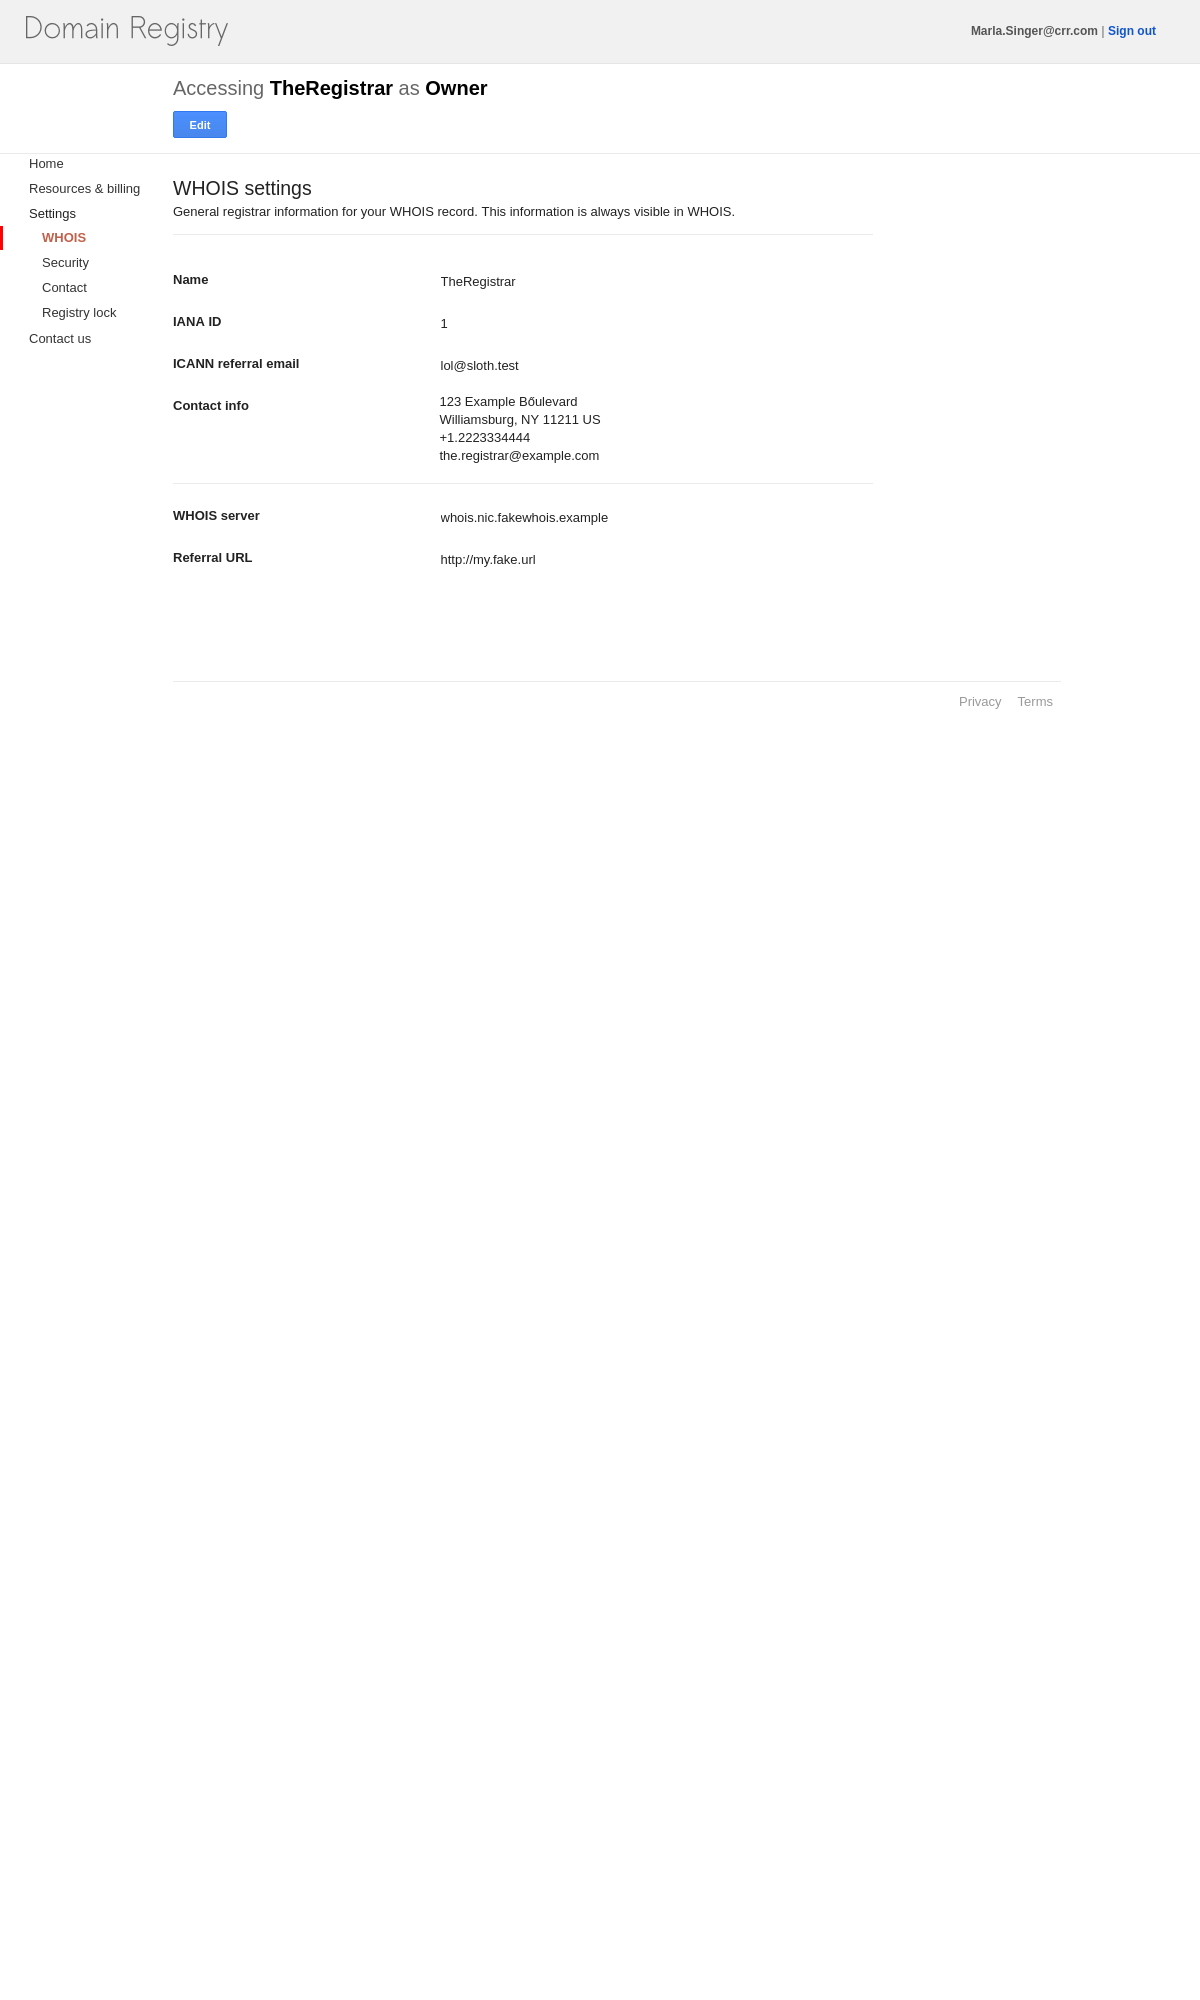 Domain Registry
Marla.Singer@crr.com | Sign out
Accessing TheRegistrar as Owner
Edit
Home
Resources & billing
Settings
WHOIS
Security
Contact
Registry lock
Contact us
WHOIS settings
General registrar information for your WHOIS record. This information is always visible in WHOIS.
Name
TheRegistrar
IANA ID
1
ICANN referral email
lol@sloth.test
Contact info
123 Example Bőulevard
Williamsburg, NY 11211 US
+1.2223334444
the.registrar@example.com
WHOIS server
whois.nic.fakewhois.example
Referral URL
http://my.fake.url
Privacy Terms